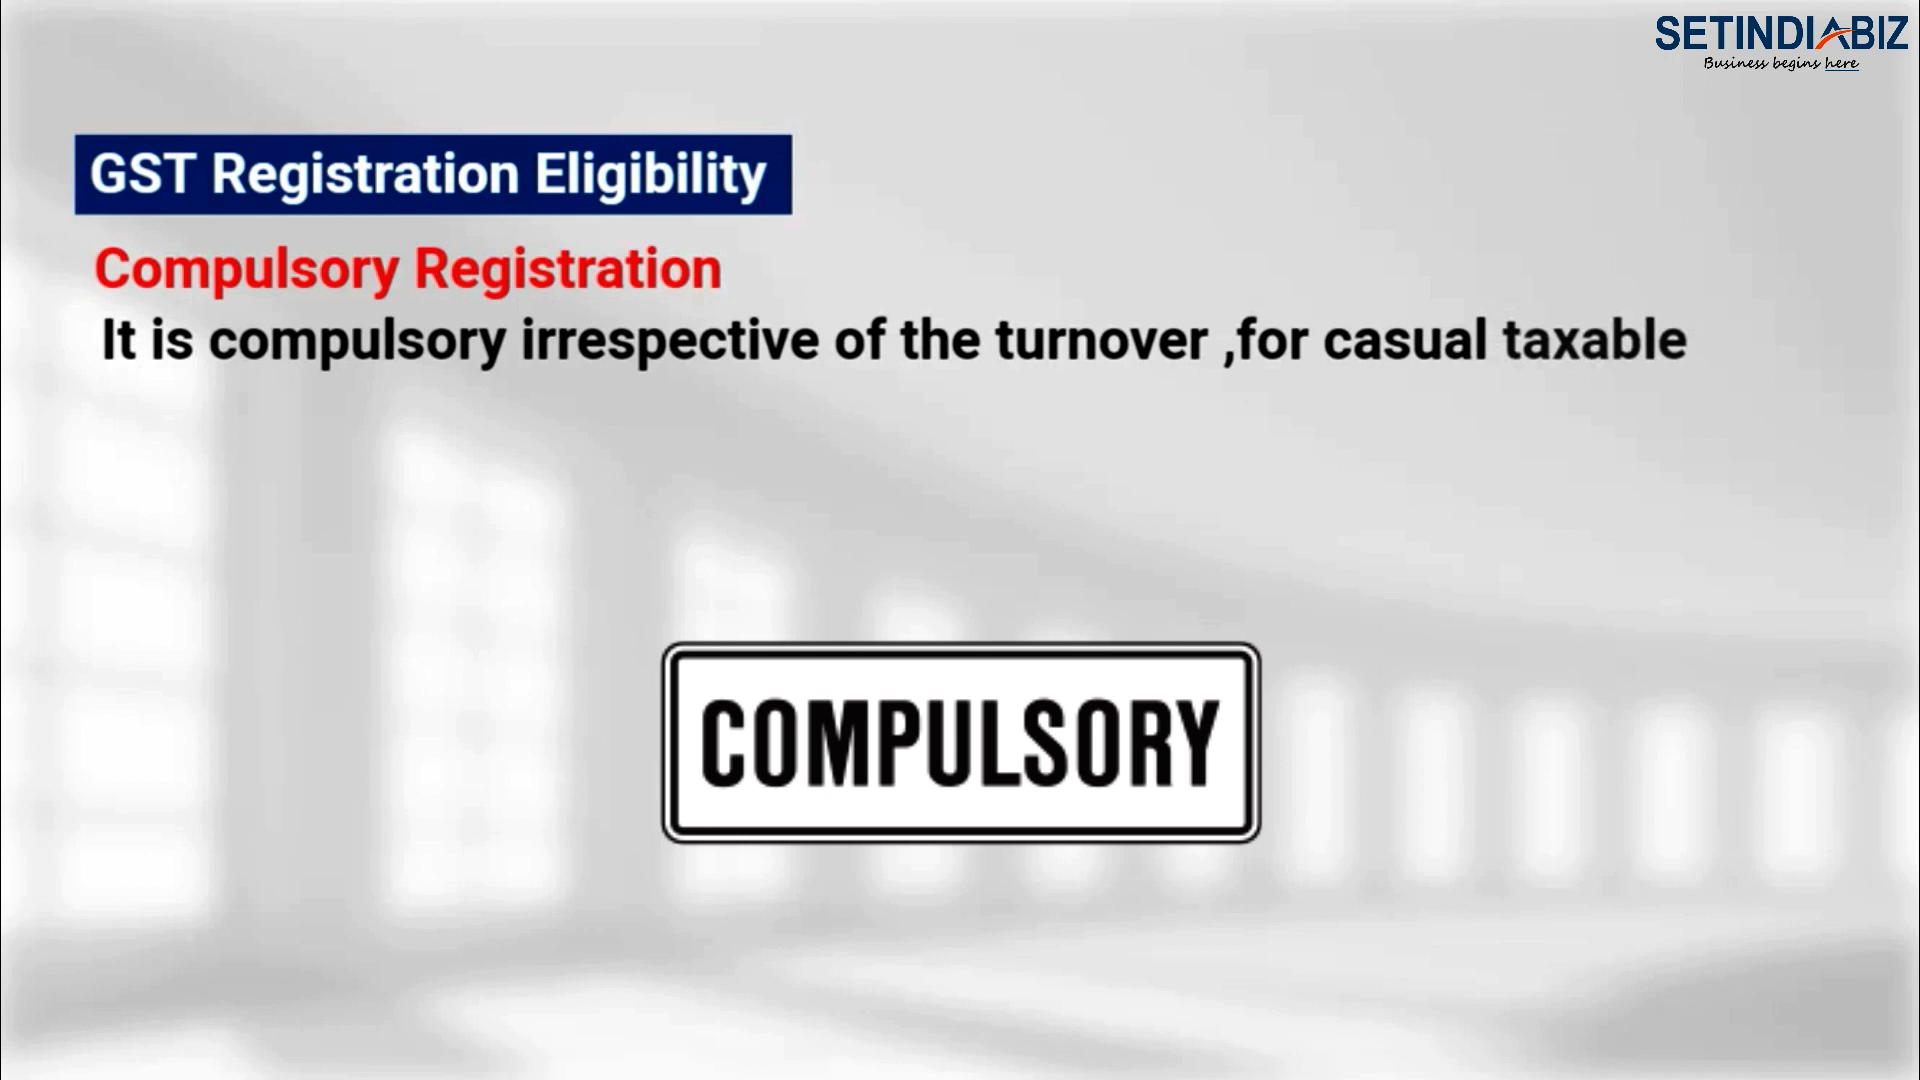 SETINDIABIZ
Business begins here
GST Registration Eligibility
Compulsory Registration
It is compulsory irrespective of the turnover ,for casual taxable
COMPULSORY